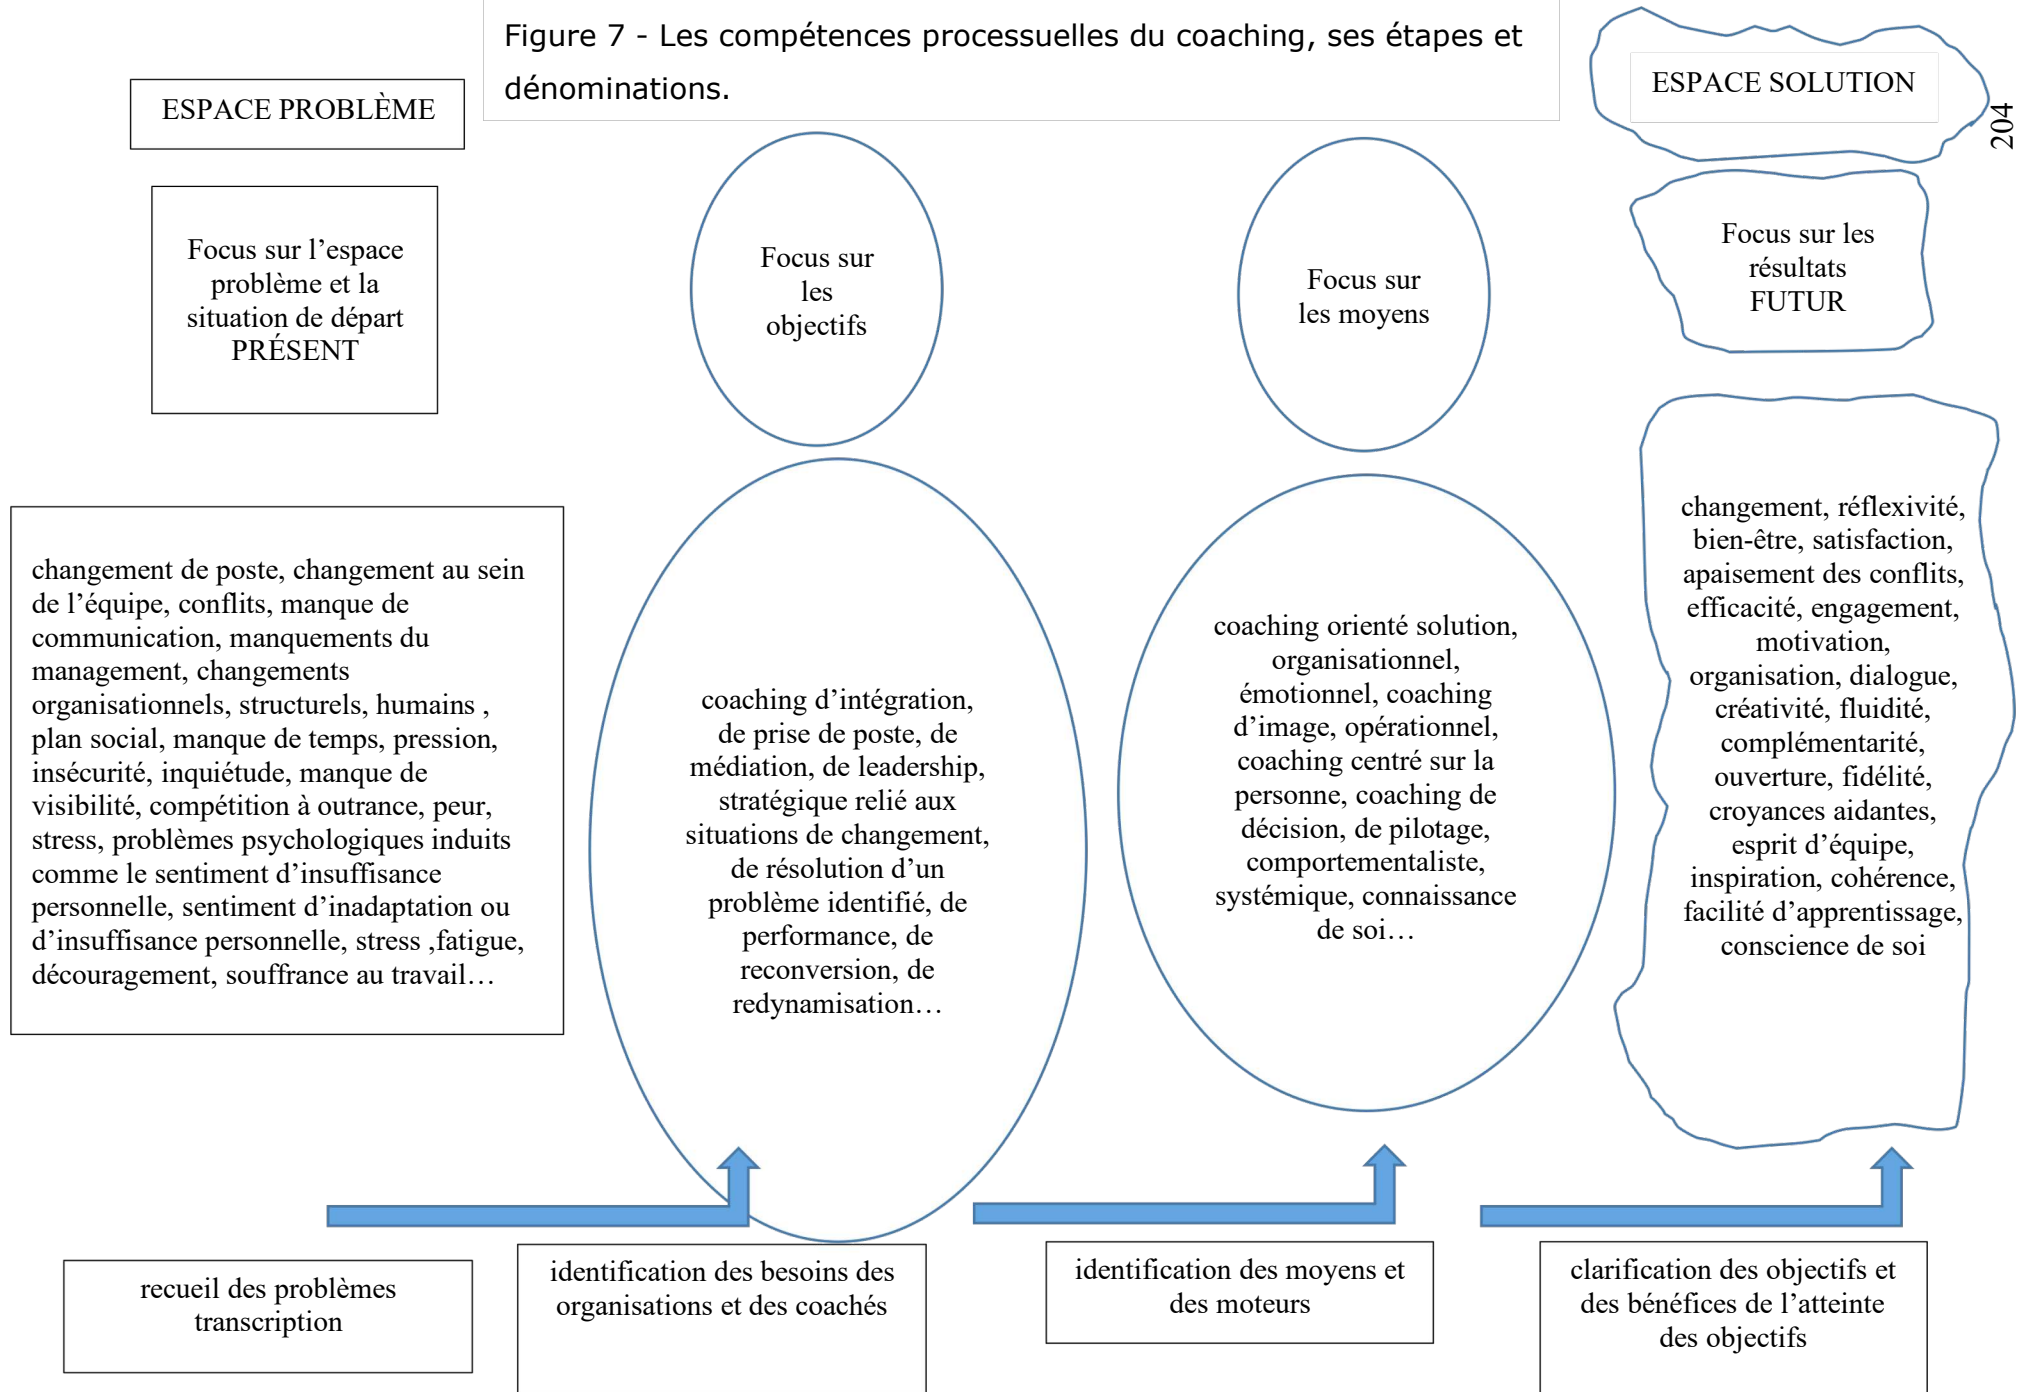 Figure 7 - Les compétences processuelles du coaching, ses étapes et
dénominations.
ESPACE PROBLÈME
ESPACE SOLUTION
204
Focus sur l’espace
problème et la
situation de départ
PRÉSENT
Focus sur
les
objectifs
Focus sur
les moyens
Focus sur les
résultats
FUTUR
changement de poste, changement au sein
de l’équipe, conflits, manque de
communication, manquements du
management, changements
organisationnels, structurels, humains ,
plan social, manque de temps, pression,
insécurité, inquiétude, manque de
visibilité, compétition à outrance, peur,
stress, problèmes psychologiques induits
comme le sentiment d’insuffisance
personnelle, sentiment d’inadaptation ou
d’insuffisance personnelle, stress ,fatigue,
découragement, souffrance au travail…
coaching d’intégration,
de prise de poste, de
médiation, de leadership,
stratégique relié aux
situations de changement,
de résolution d’un
problème identifié, de
performance, de
reconversion, de
redynamisation…
coaching orienté solution,
organisationnel,
émotionnel, coaching
d’image, opérationnel,
coaching centré sur la
personne, coaching de
décision, de pilotage,
comportementaliste,
systémique, connaissance
de soi…
changement, réflexivité,
bien-être, satisfaction,
apaisement des conflits,
efficacité, engagement,
motivation,
organisation, dialogue,
créativité, fluidité,
complémentarité,
ouverture, fidélité,
croyances aidantes,
esprit d’équipe,
inspiration, cohérence,
facilité d’apprentissage,
conscience de soi
recueil des problèmes
transcription
identification des besoins des
organisations et des coachés
identification des moyens et
des moteurs
clarification des objectifs et
des bénéfices de l’atteinte
des objectifs